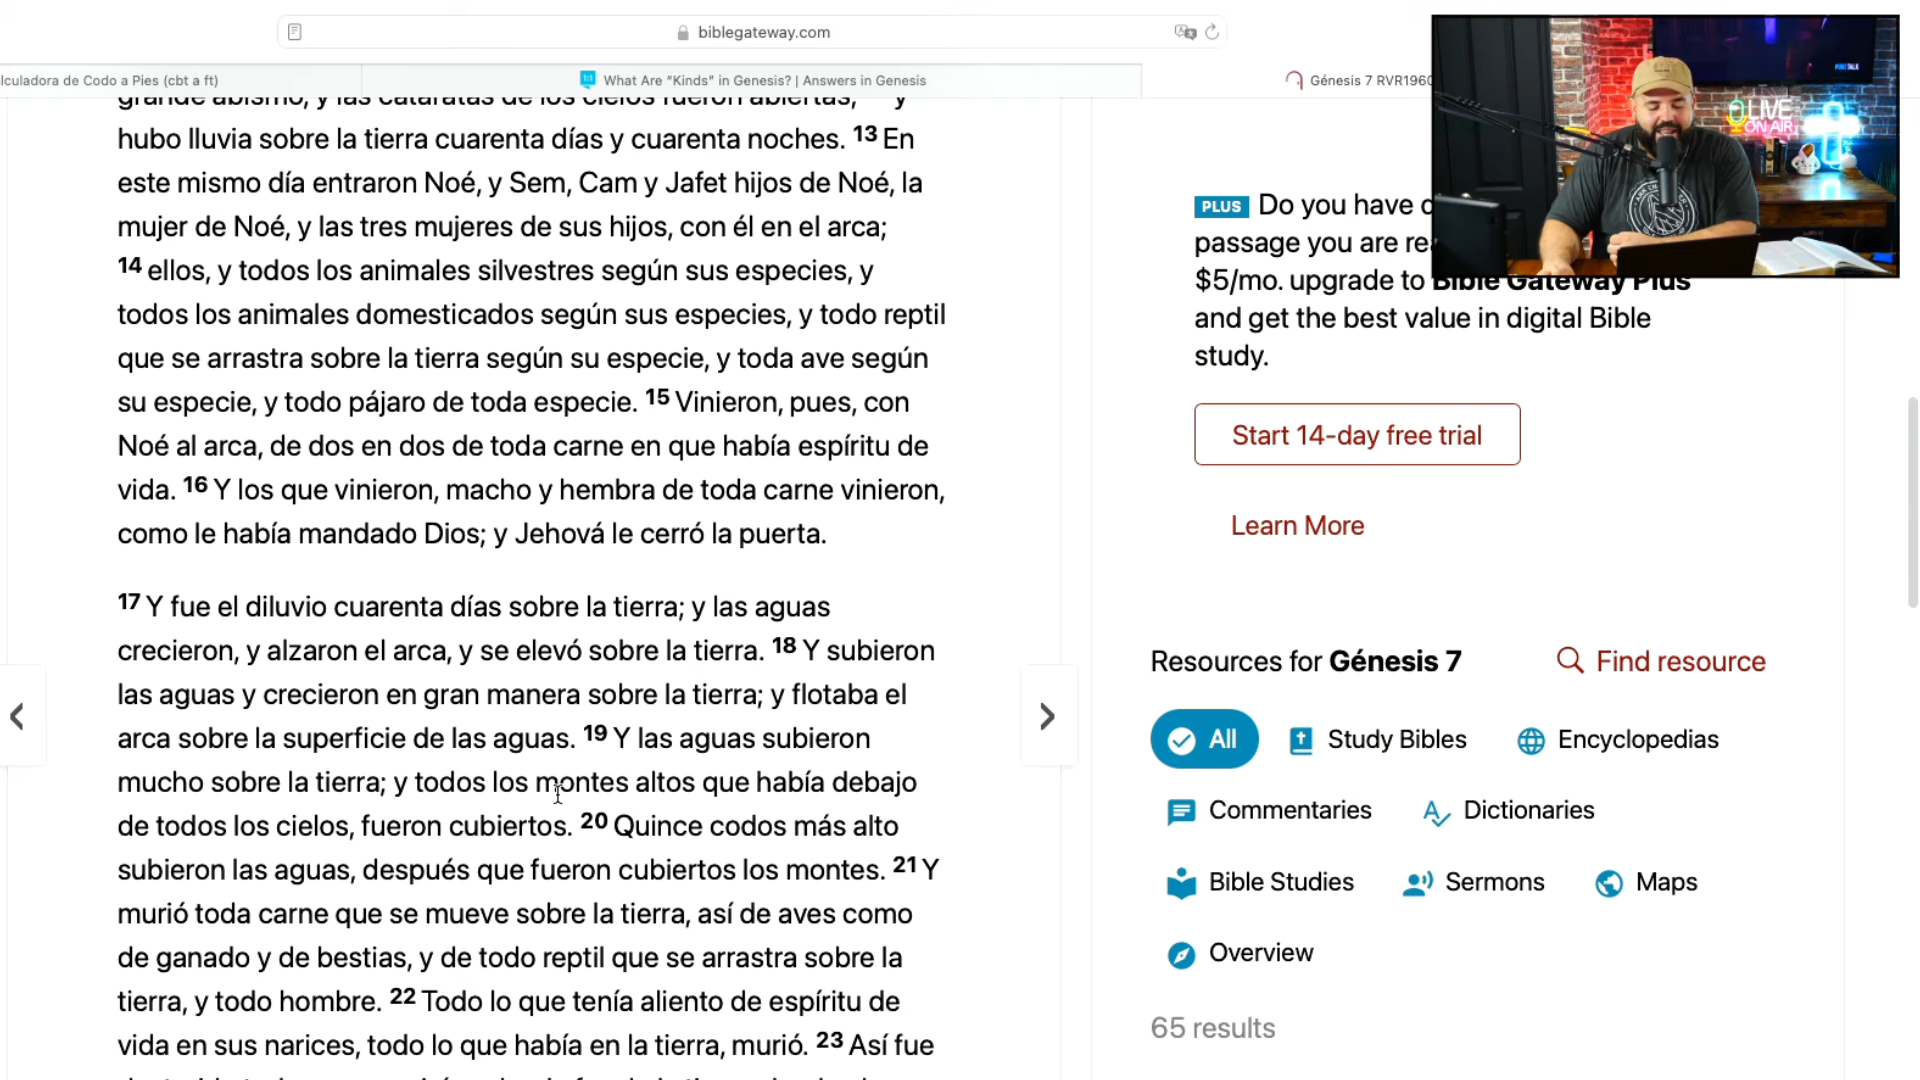 biblegateway.com
lculadora de Codo a Pies (cbt a ft)
What Are “Kinds” in Genesis? | Answers in Genesis
Génesis 7 RVR1960
grande abismo, y las cataratas de los cielos fueron abiertas, y
hubo lluvia sobre la tierra cuarenta días y cuarenta noches. 13 En
este mismo día entraron Noé, y Sem, Cam y Jafet hijos de Noé, la
mujer de Noé, y las tres mujeres de sus hijos, con él en el arca;
14 ellos, y todos los animales silvestres según sus especies, y
todos los animales domesticados según sus especies, y todo reptil
que se arrastra sobre la tierra según su especie, y toda ave según
su especie, y todo pájaro de toda especie. 15 Vinieron, pues, con
Noé al arca, de dos en dos de toda carne en que había espíritu de
vida. 16 Y los que vinieron, macho y hembra de toda carne vinieron,
como le había mandado Dios; y Jehová le cerró la puerta.
17 Y fue el diluvio cuarenta días sobre la tierra; y las aguas
crecieron, y alzaron el arca, y se elevó sobre la tierra. 18 Y subieron
las aguas y crecieron en gran manera sobre la tierra; y flotaba el
arca sobre la superficie de las aguas. 19 Y las aguas subieron
mucho sobre la tierra; y todos los montes altos que había debajo
de todos los cielos, fueron cubiertos. 20 Quince codos más alto
subieron las aguas, después que fueron cubiertos los montes. 21 Y
murió toda carne que se mueve sobre la tierra, así de aves como
de ganado y de bestias, y de todo reptil que se arrastra sobre la
tierra, y todo hombre. 22 Todo lo que tenía aliento de espíritu de
vida en sus narices, todo lo que había en la tierra, murió. 23 Así fue
PLUS Do you have
passage you are
$5/mo. upgrade to Bible Gateway Plus
and get the best value in digital Bible
study.
Start 14-day free trial
Learn More
Resources for Génesis 7
Find resource
All
Study Bibles
Encyclopedias
Commentaries
Dictionaries
Bible Studies
Sermons
Maps
Overview
65 results
LIVE
ON AIR